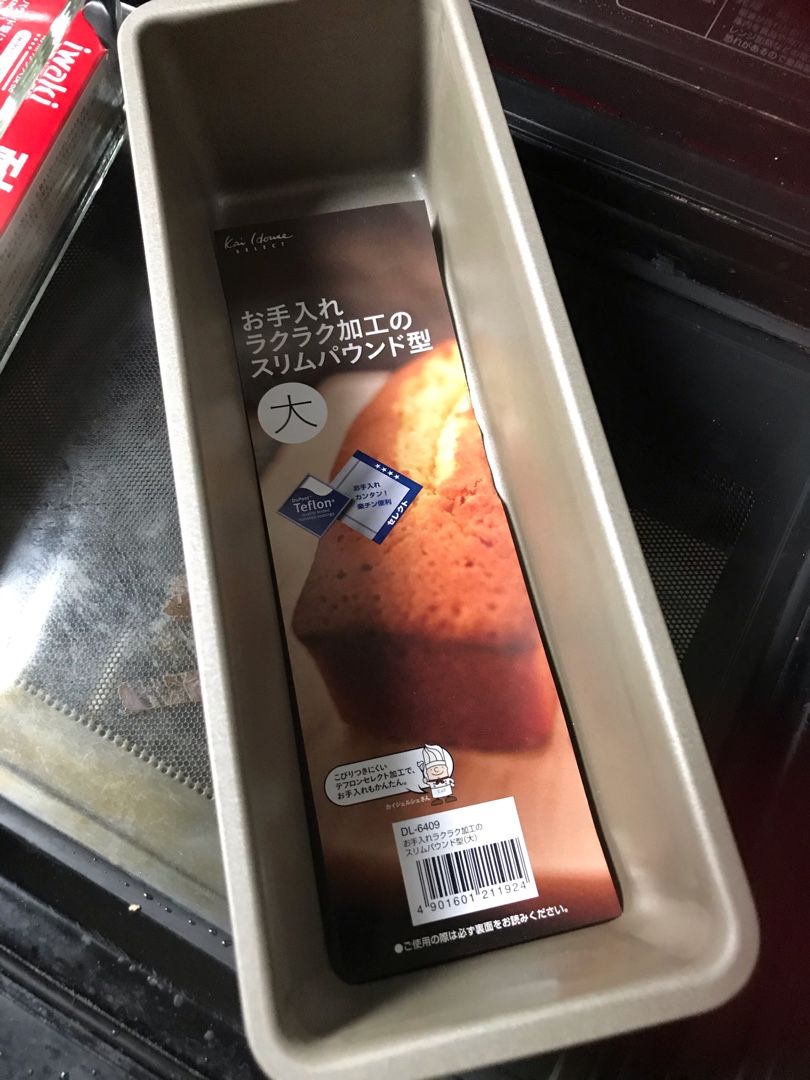 iwaki
Kai House
SELECT
お手入れ
ラクラク加工の
スリムパウンド型
大
DuPont
Teflon®
★★★★
お手入れ
カンタン!
楽チン便利
セレクト
こびりつきにくい
テフロンセレクト加工で、
お手入れもかんたん。
カイジェルシェさん
DL-6409
お手入れラクラク加工の
スリムパウンド型(大)
4 901601 211924
●ご使用の際は必ず裏面をお読みください。